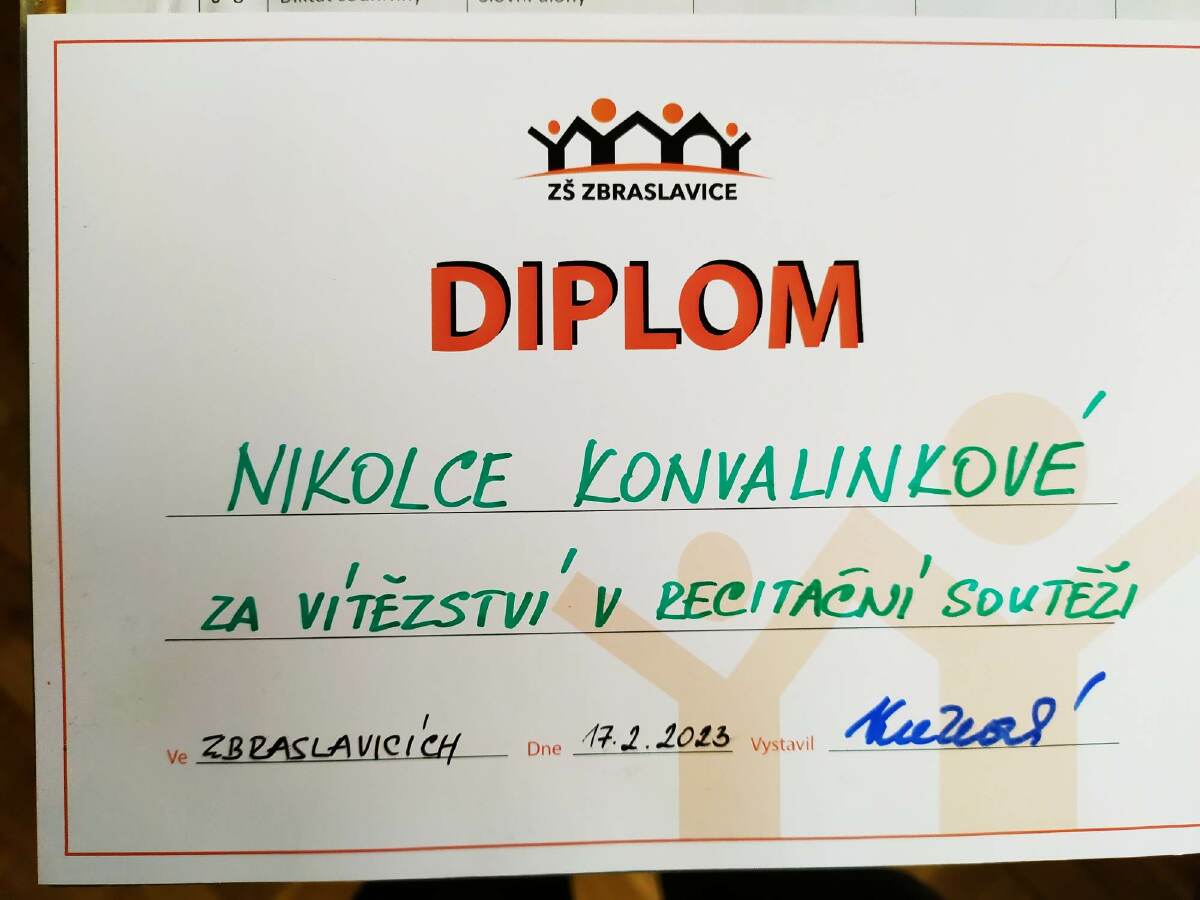 ZŠ ZBRASLAVICE
DIPLOM
NIKOLCE KONVALINKOVÉ
ZA VÍTĚZSTVÍ V RECITAČNÍ SOUTĚŽI
Ve ZBRASLAVICÍCH Dne 17.2.2023 Vystavil